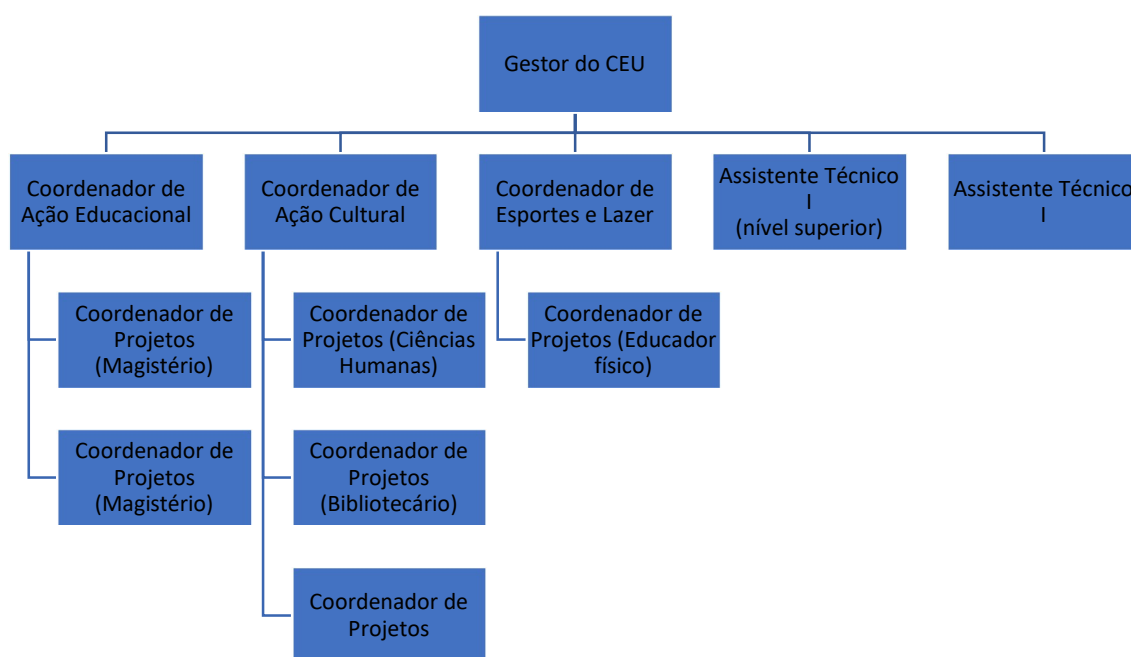 Gestor do CEU
Coordenador de
Ação Educacional
Coordenador de
Ação Cultural
Coordenador de
Esportes e Lazer
Assistente Técnico
I
(nível superior)
Assistente Técnico
I
Coordenador de
Projetos
(Magistério)
Coordenador de
Projetos (Ciências
Humanas)
Coordenador de
Projetos (Educador
físico)
Coordenador de
Projetos
(Magistério)
Coordenador de
Projetos
(Bibliotecário)
Coordenador de
Projetos